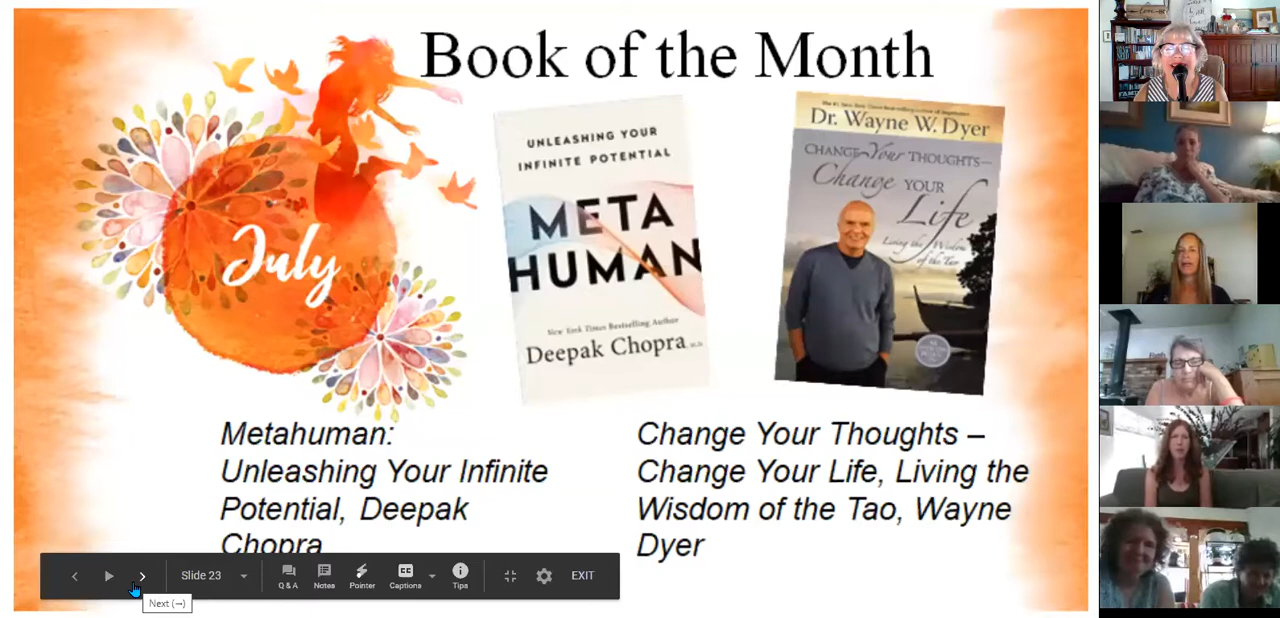 Book of the Month
July
UNLEASHING YOUR
INFINITE POTENTIAL
META
HUMAN
New York Times Bestselling Author
Deepak Chopra, M.D.
Dr. Wayne W. Dyer
CHANGE Your THOUGHTS—
Change YOUR
Life
Living the Wisdom
of the Tao
Metahuman:
Unleashing Your Infinite
Potential, Deepak
Chopra
Change Your Thoughts –
Change Your Life, Living the
Wisdom of the Tao, Wayne
Dyer
Slide 23
Q & A
Notes
Pointer
Captions
Tips
EXIT
Next (→)